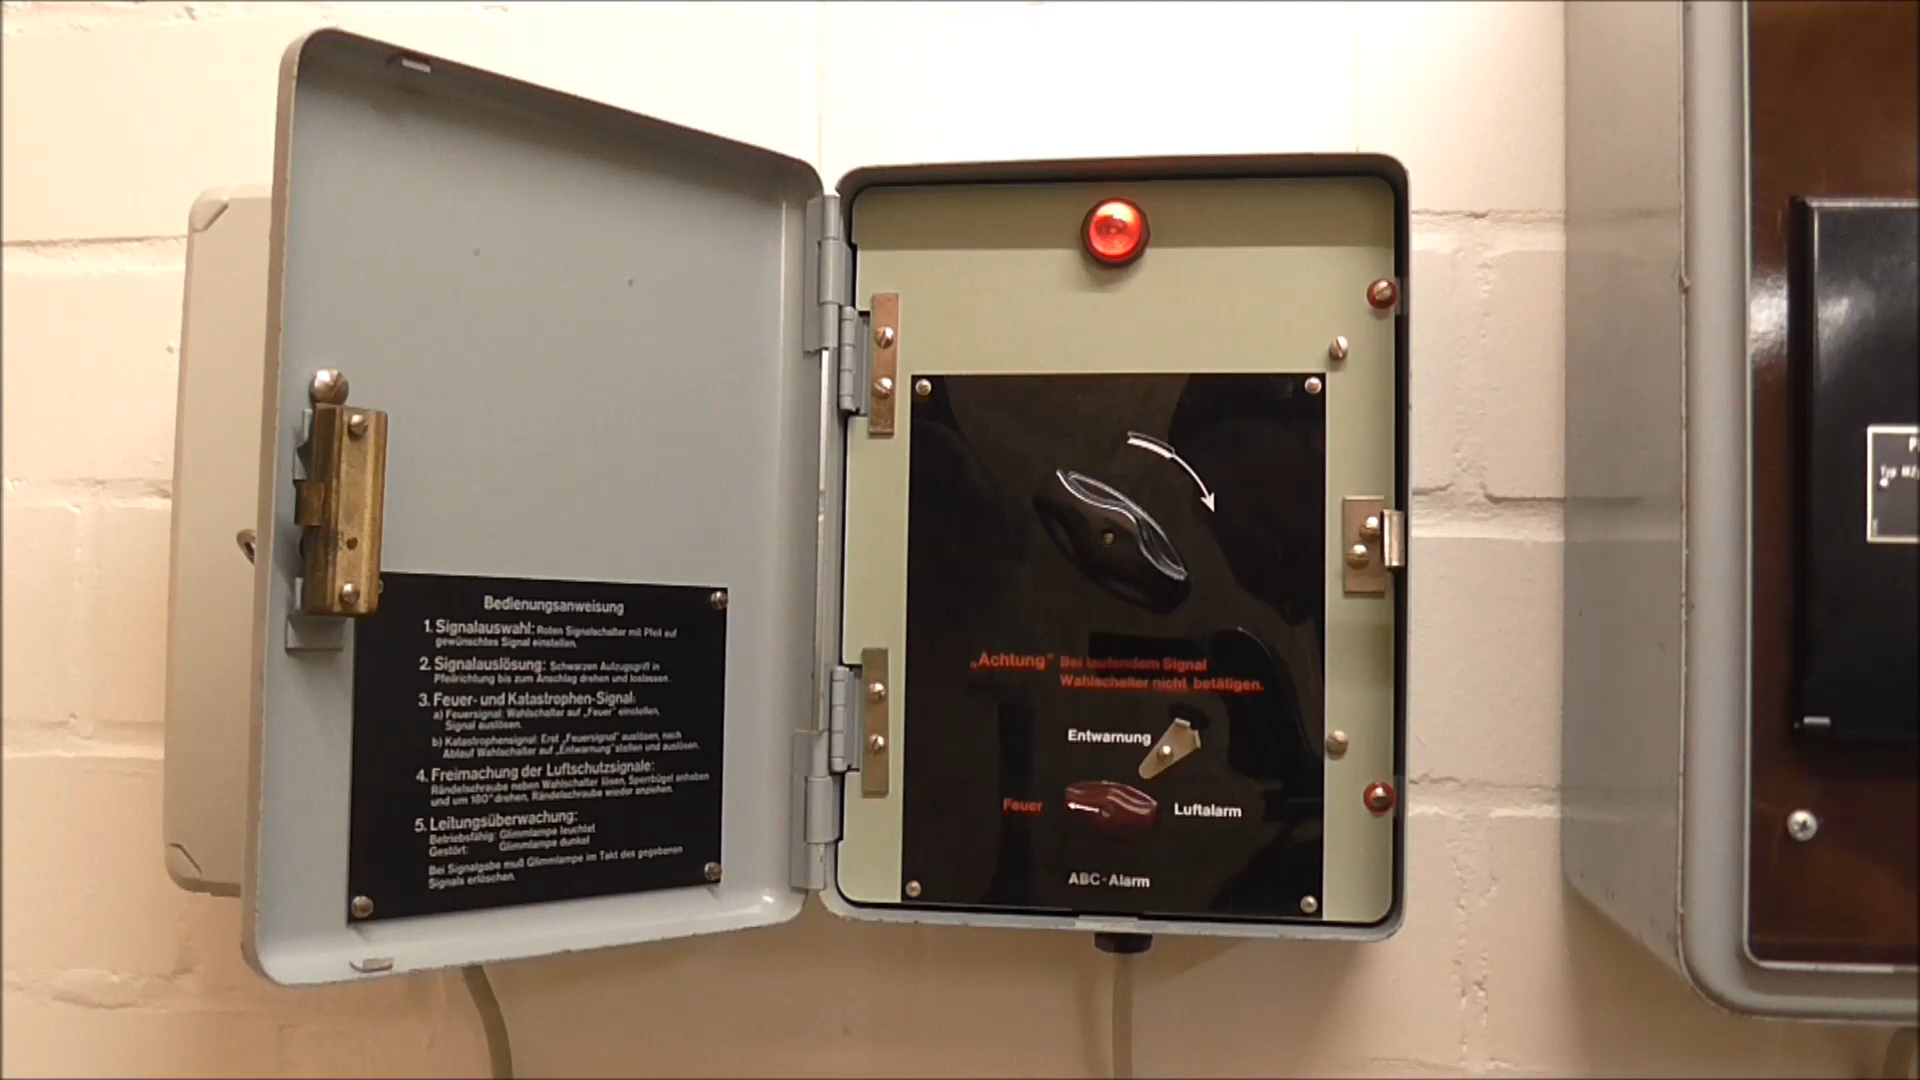 Bedienungsanweisung
1. Signalauswahl: Roten Signalschalter mit Pfeil auf
gewünschtes Signal einstellen.
2. Signalauslösung: Schwarzen Aufzugsgriff in
Pfeilrichtung bis zum Anschlag drehen und loslassen.
3. Feuer- und Katastrophen-Signal:
a) Feuersignal: Wahlschalter auf „Feuer" einstellen,
Signal auslösen.
b) Katastrophensignal: Erst „Feuersignal" auslösen, nach
Ablauf Wahlschalter auf „Entwarnung" stellen und auslösen.
4. Freimachung der Luftschutzsignale:
Rändelschraube neben Wahlschalter lösen, Sperrbügel anheben
und um 180° drehen, Rändelschraube wieder anziehen.
5. Leitungsüberwachung:
Betriebsfähig: Glimmlampe leuchtet
Gestört: Glimmlampe dunkel
Bei Signalgabe muß Glimmlampe im Takt des gegebenen
Signals erlöschen.
„Achtung" Bei laufendem Signal
Wahlschalter nicht betätigen.
Entwarnung
Feuer
Luftalarm
ABC-Alarm